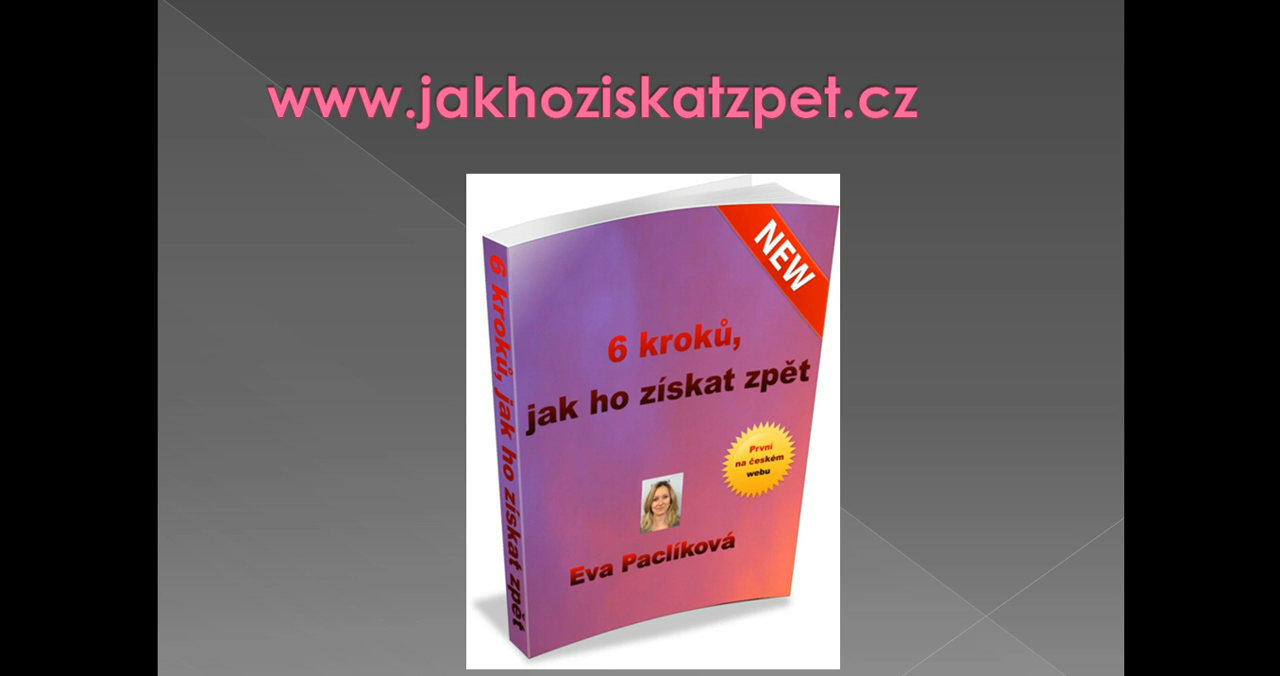 www.jakhoziskatzpet.cz
NEW
6 kroků,
jak ho získat zpět
6 kroků, jak ho získat zpět
První
na českém
webu
Eva Paclíková